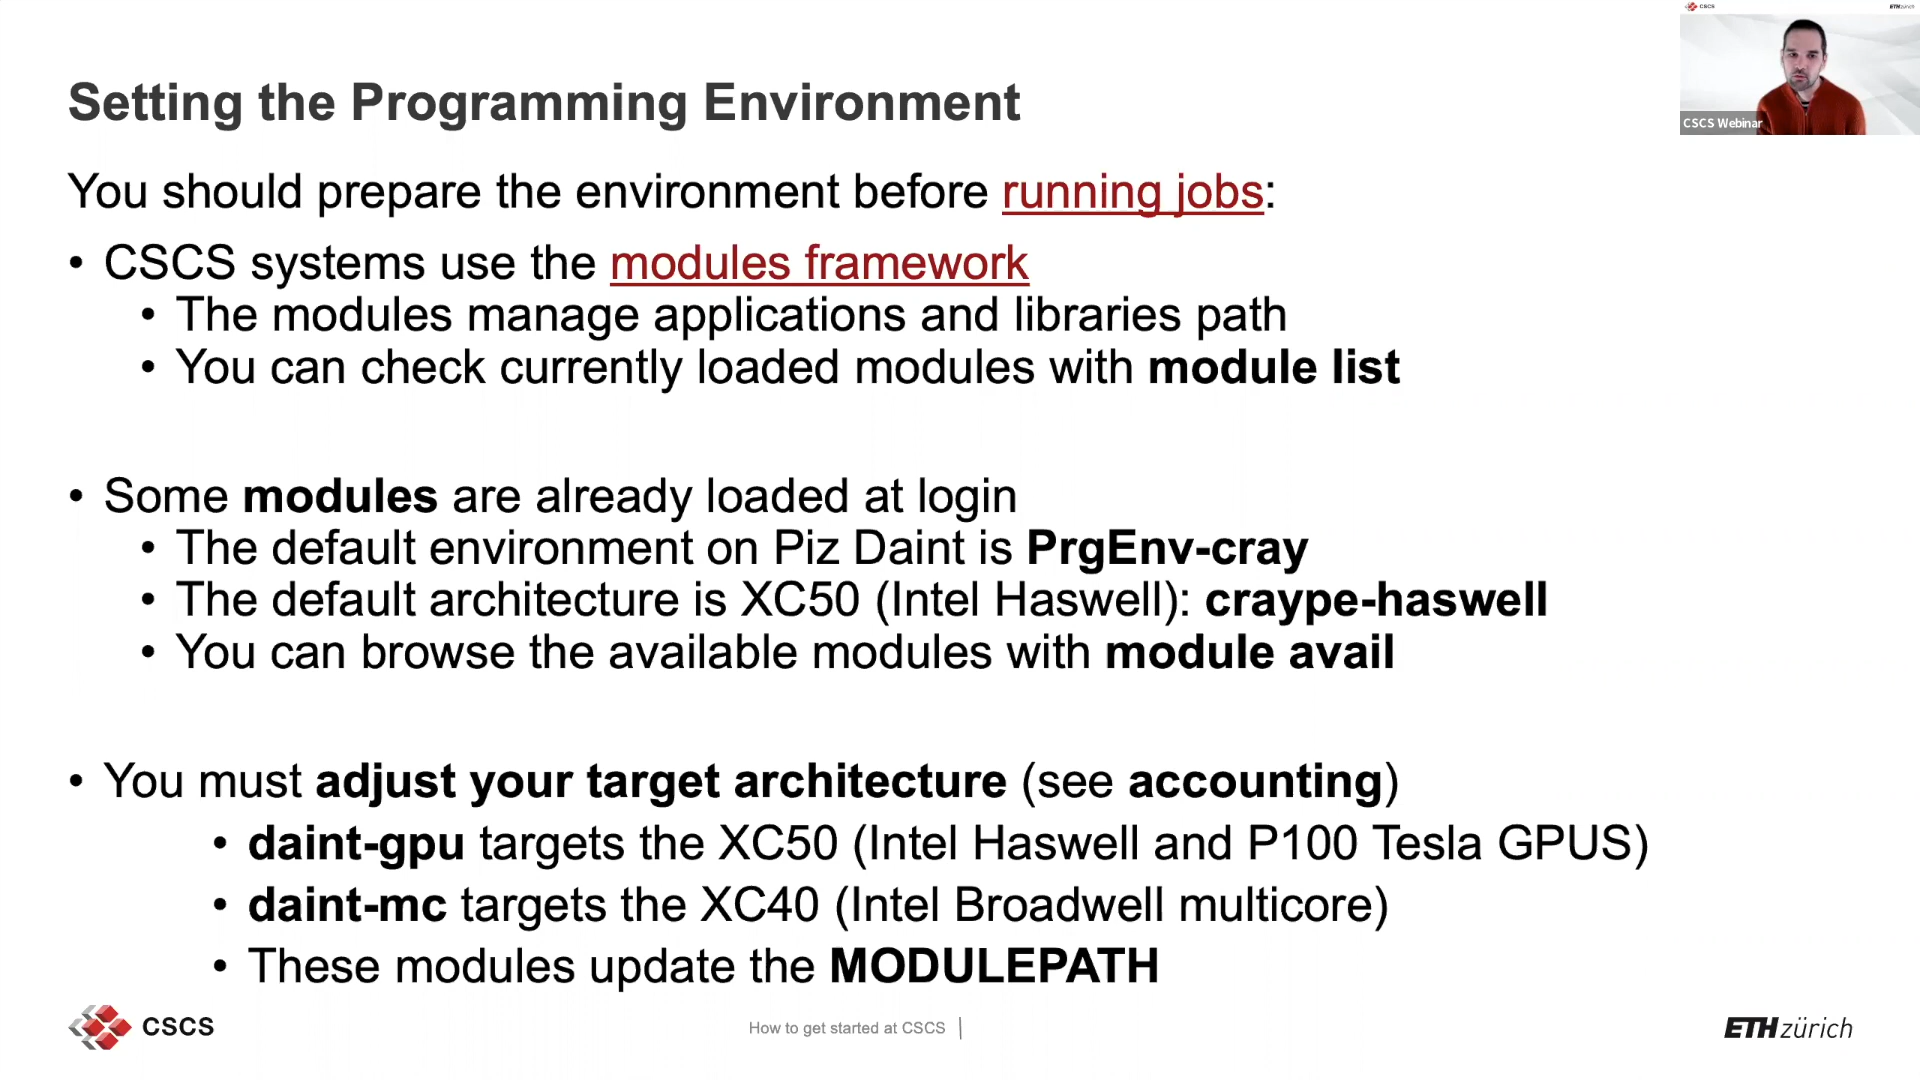 CSCS
ETH zürich
CSCS Webinar
Setting the Programming Environment
You should prepare the environment before running jobs:
• CSCS systems use the modules framework
• The modules manage applications and libraries path
• You can check currently loaded modules with module list
• Some modules are already loaded at login
• The default environment on Piz Daint is PrgEnv-cray
• The default architecture is XC50 (Intel Haswell): craype-haswell
• You can browse the available modules with module avail
• You must adjust your target architecture (see accounting)
• daint-gpu targets the XC50 (Intel Haswell and P100 Tesla GPUS)
• daint-mc targets the XC40 (Intel Broadwell multicore)
• These modules update the MODULEPATH
CSCS
How to get started at CSCS |
ETH zürich